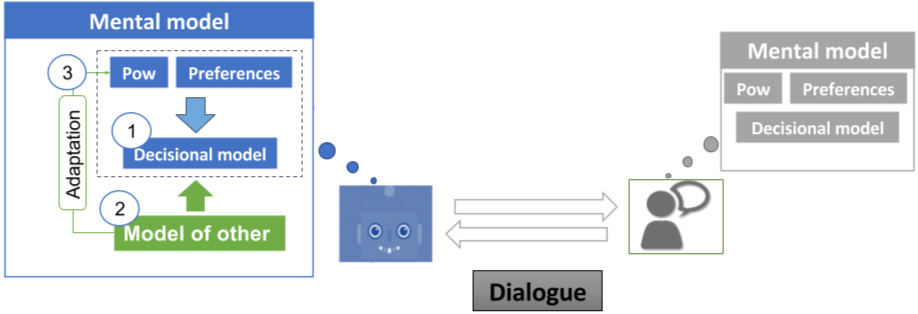 Mental model
3
Pow
Preferences
1
Decisional model
Adaptation
2
Model of other
Dialogue
Mental model
Pow
Preferences
Decisional model